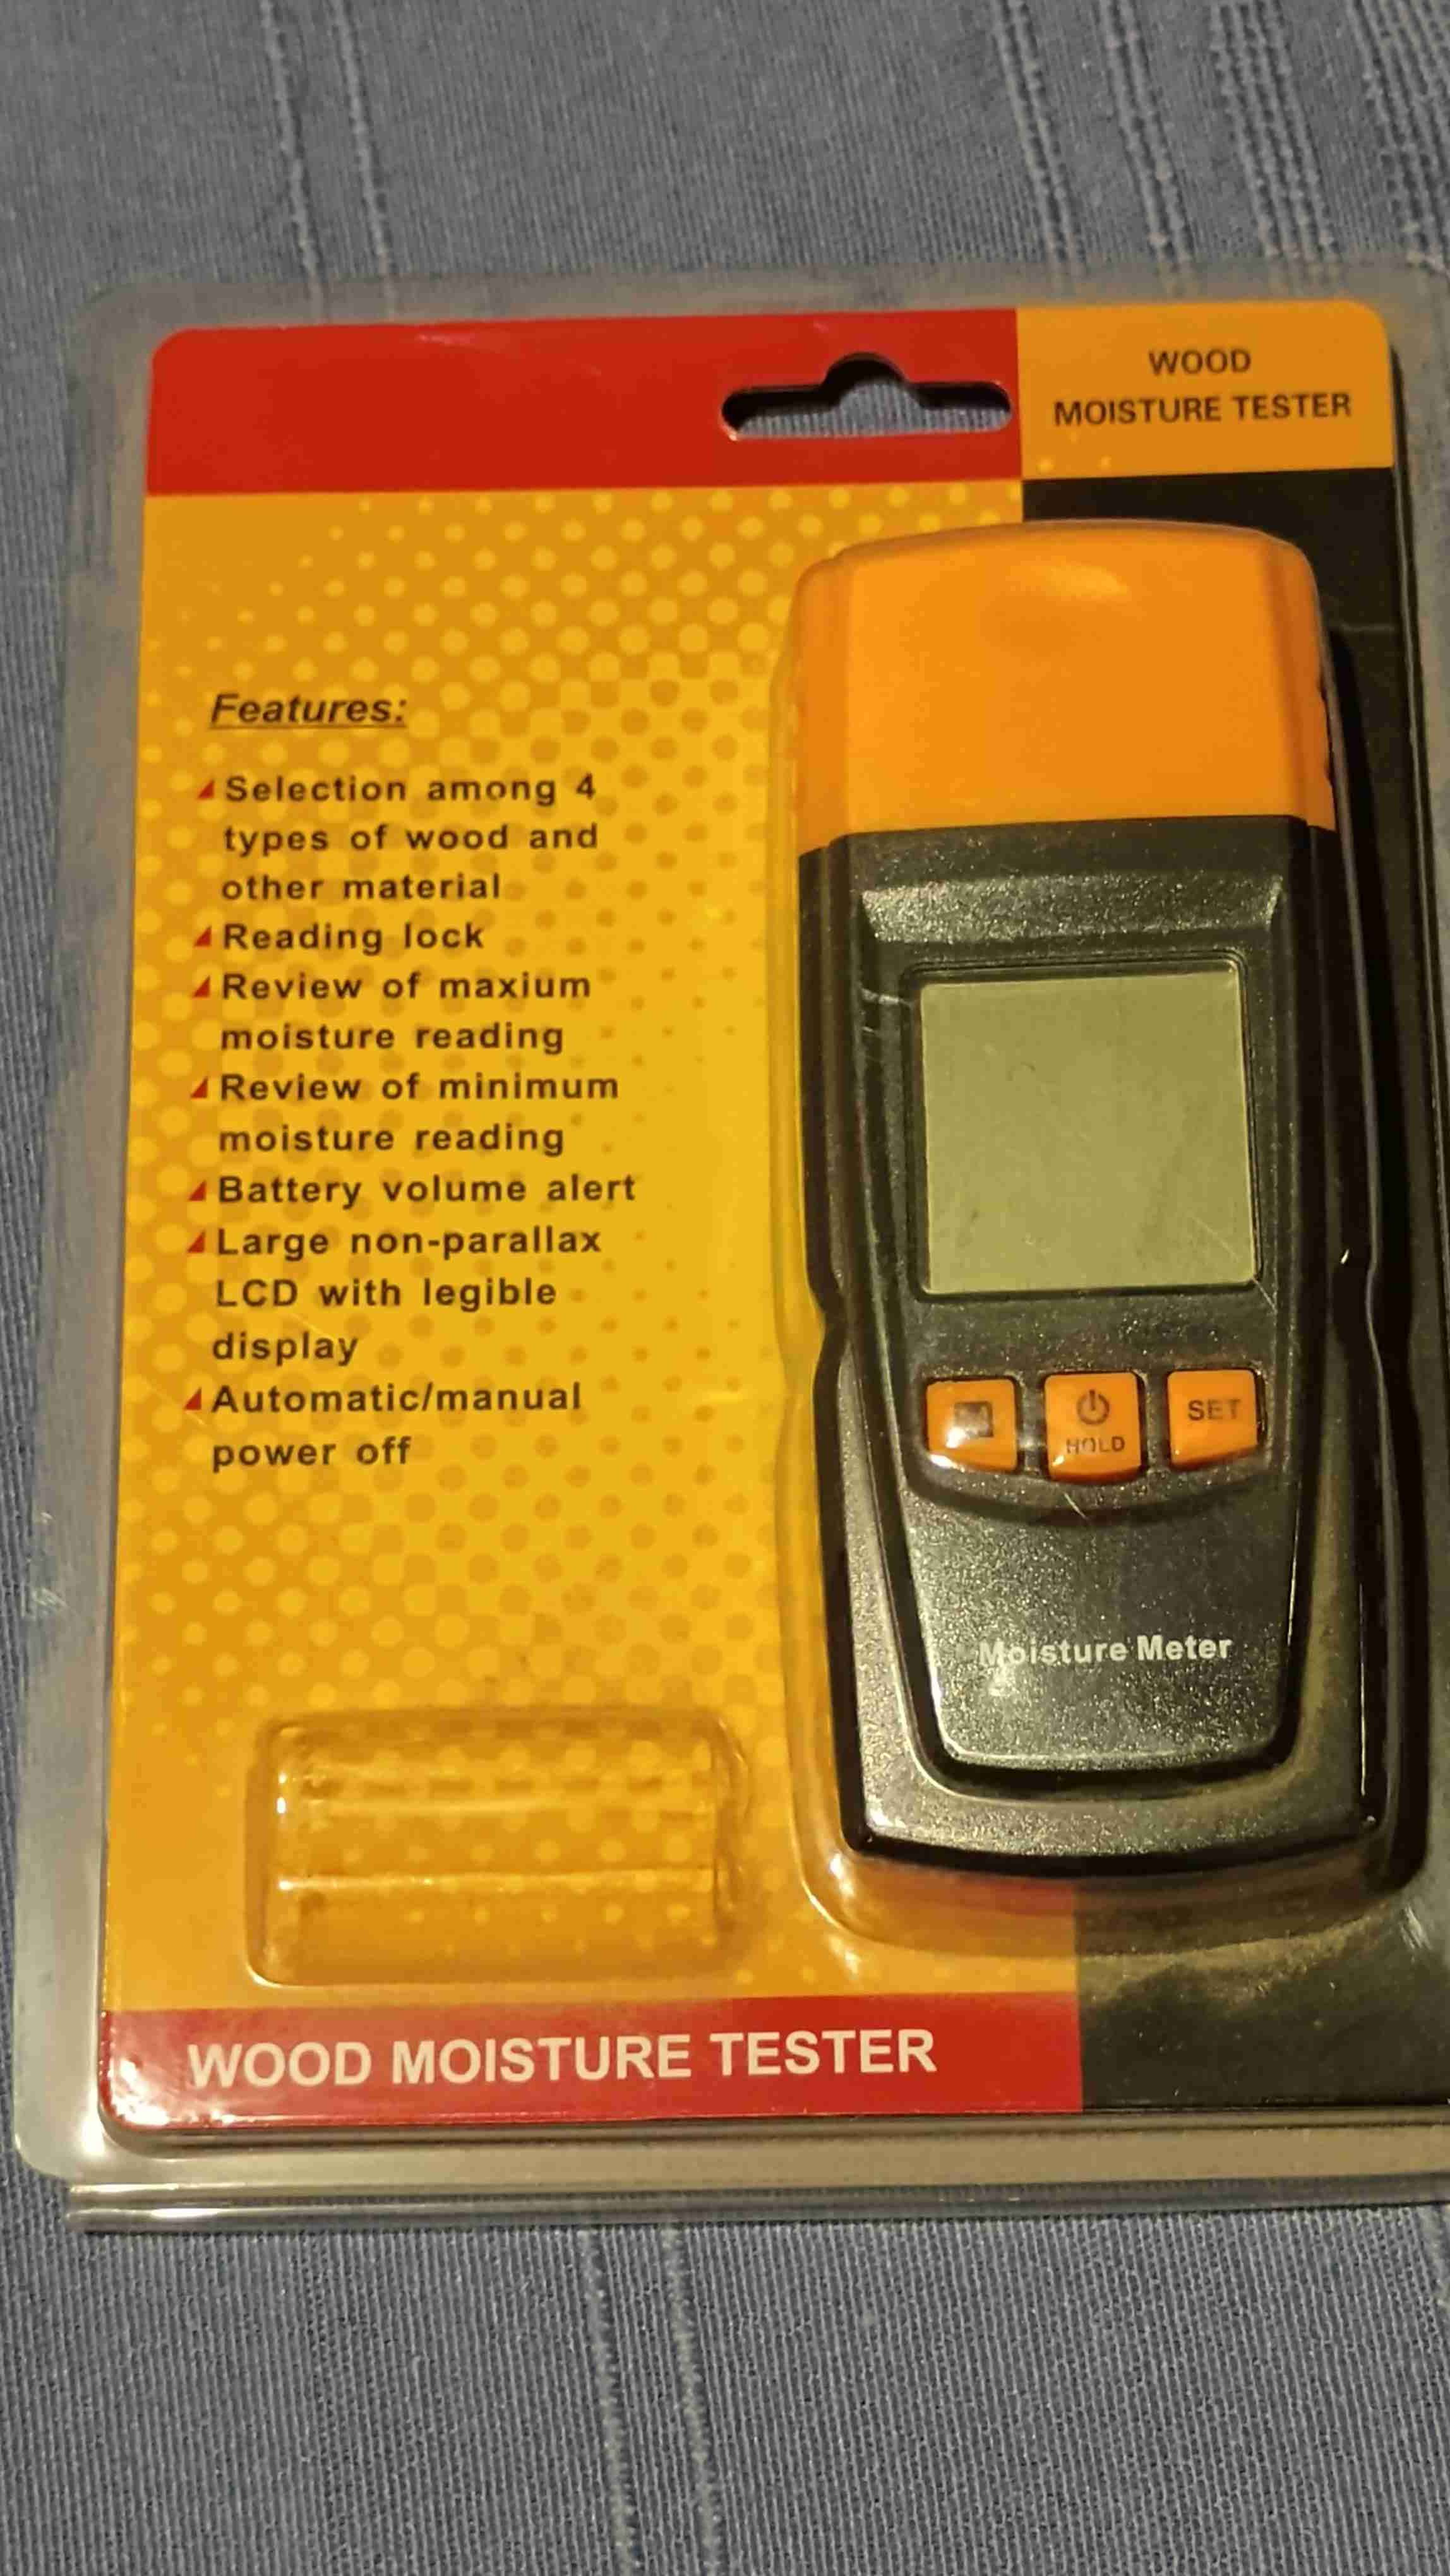 WOOD
MOISTURE TESTER
Features:
Selection among 4
types of wood and
other material
Reading lock
Review of maxium
moisture reading
Review of minimum
moisture reading
Battery volume alert
Large non-parallax
LCD with legible
display
Automatic/manual
power off
HOLD
SET
Moisture Meter
WOOD MOISTURE TESTER